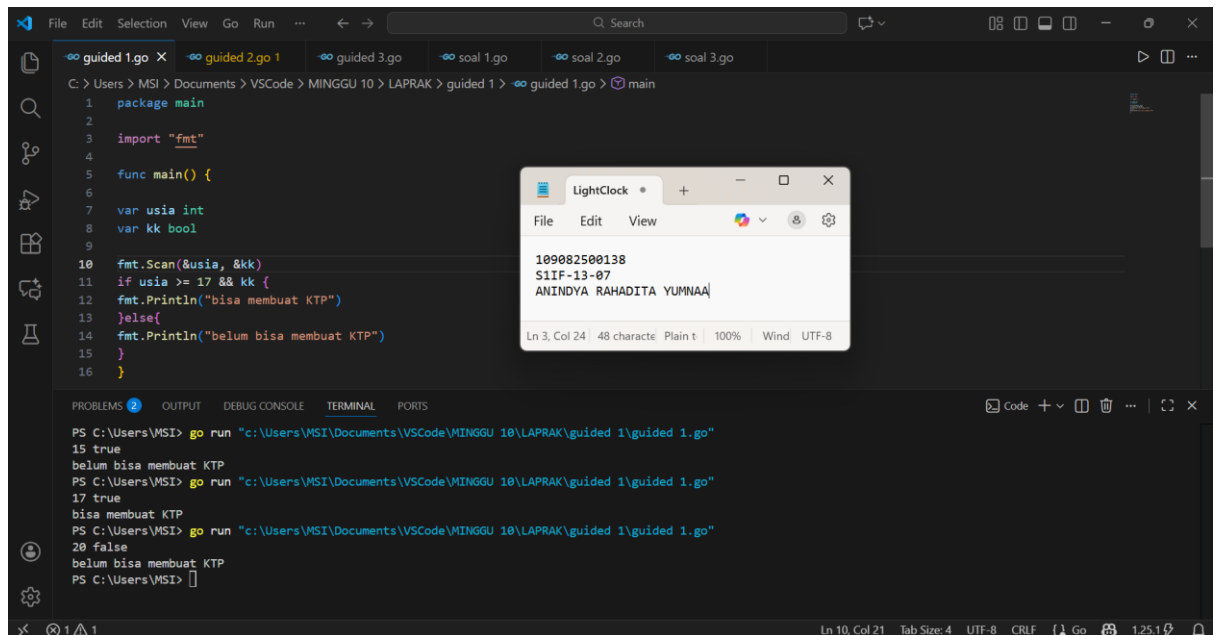 File Edit Selection View Go Run ··· Search
guided 1.go guided 2.go 1 guided 3.go soal 1.go soal 2.go soal 3.go
C: > Users > MSI > Documents > VSCode > MINGGU 10 > LAPRAK > guided 1 > guided 1.go > main
1 package main
2
3 import "fmt"
4
5 func main() {
6
7 var usia int
8 var kk bool
9
10 fmt.Scan(&usia, &kk)
11 if usia >= 17 && kk {
12 fmt.Println("bisa membuat KTP")
13 }else{
14 fmt.Println("belum bisa membuat KTP")
15 }
16 }
LightClock
File Edit View
109082500138
S1IF-13-07
ANINDYA RAHADITA YUMNAA
Ln 3, Col 24 48 characte Plain t 100% Wind UTF-8
PROBLEMS 2 OUTPUT DEBUG CONSOLE TERMINAL PORTS Code
PS C:\Users\MSI> go run "c:\Users\MSI\Documents\VSCode\MINGGU 10\LAPRAK\guided 1\guided 1.go"
15 true
belum bisa membuat KTP
PS C:\Users\MSI> go run "c:\Users\MSI\Documents\VSCode\MINGGU 10\LAPRAK\guided 1\guided 1.go"
17 true
bisa membuat KTP
PS C:\Users\MSI> go run "c:\Users\MSI\Documents\VSCode\MINGGU 10\LAPRAK\guided 1\guided 1.go"
20 false
belum bisa membuat KTP
PS C:\Users\MSI>
1 1 Ln 10, Col 21 Tab Size: 4 UTF-8 CRLF {} Go 1.25.1